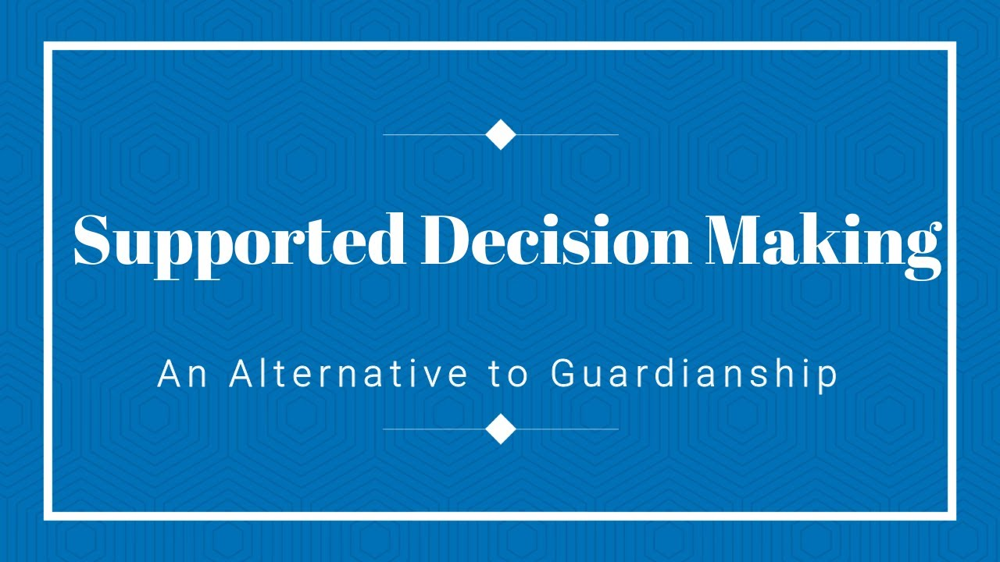 Supported Decision Making
An Alternative to Guardianship